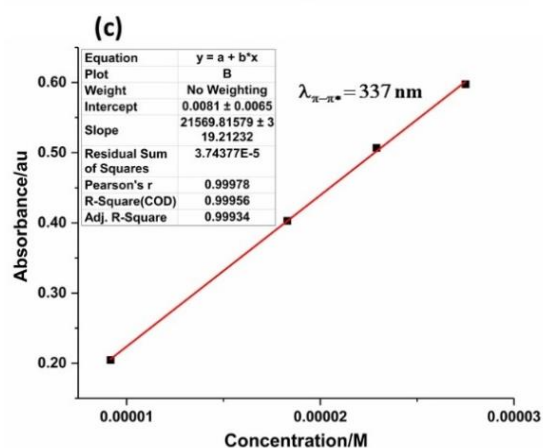 (c)
Equation y = a + b*x
Plot B
Weight No Weighting
Intercept 0.0081 ± 0.0065
Slope 21569.81579 ± 3
19.21232
Residual Sum
of Squares 3.74377E-5
Pearson's r 0.99978
R-Square(COD) 0.99956
Adj. R-Square 0.99934
λπ–π* = 337 nm
Absorbance/au
0.60
0.50
0.40
0.30
0.20
0.00001 0.00002 0.00003
Concentration/M